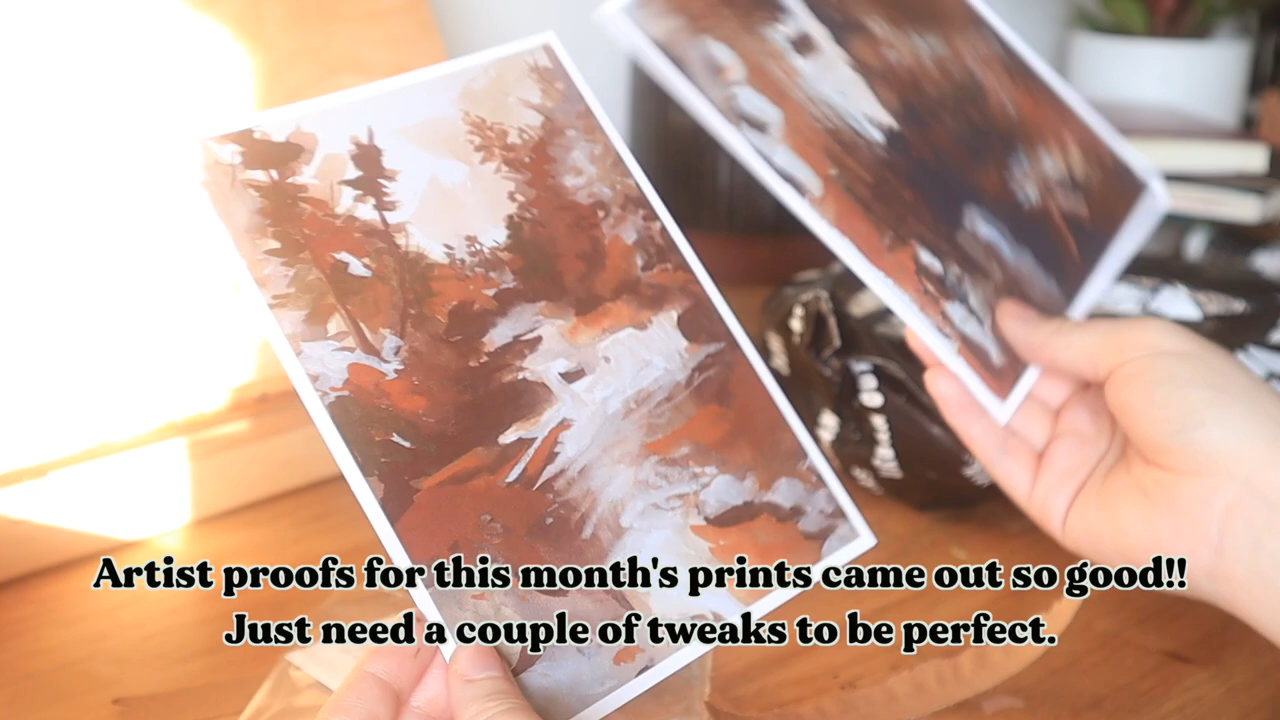 Artist proofs for this month's prints came out so good!!
Just need a couple of tweaks to be perfect.